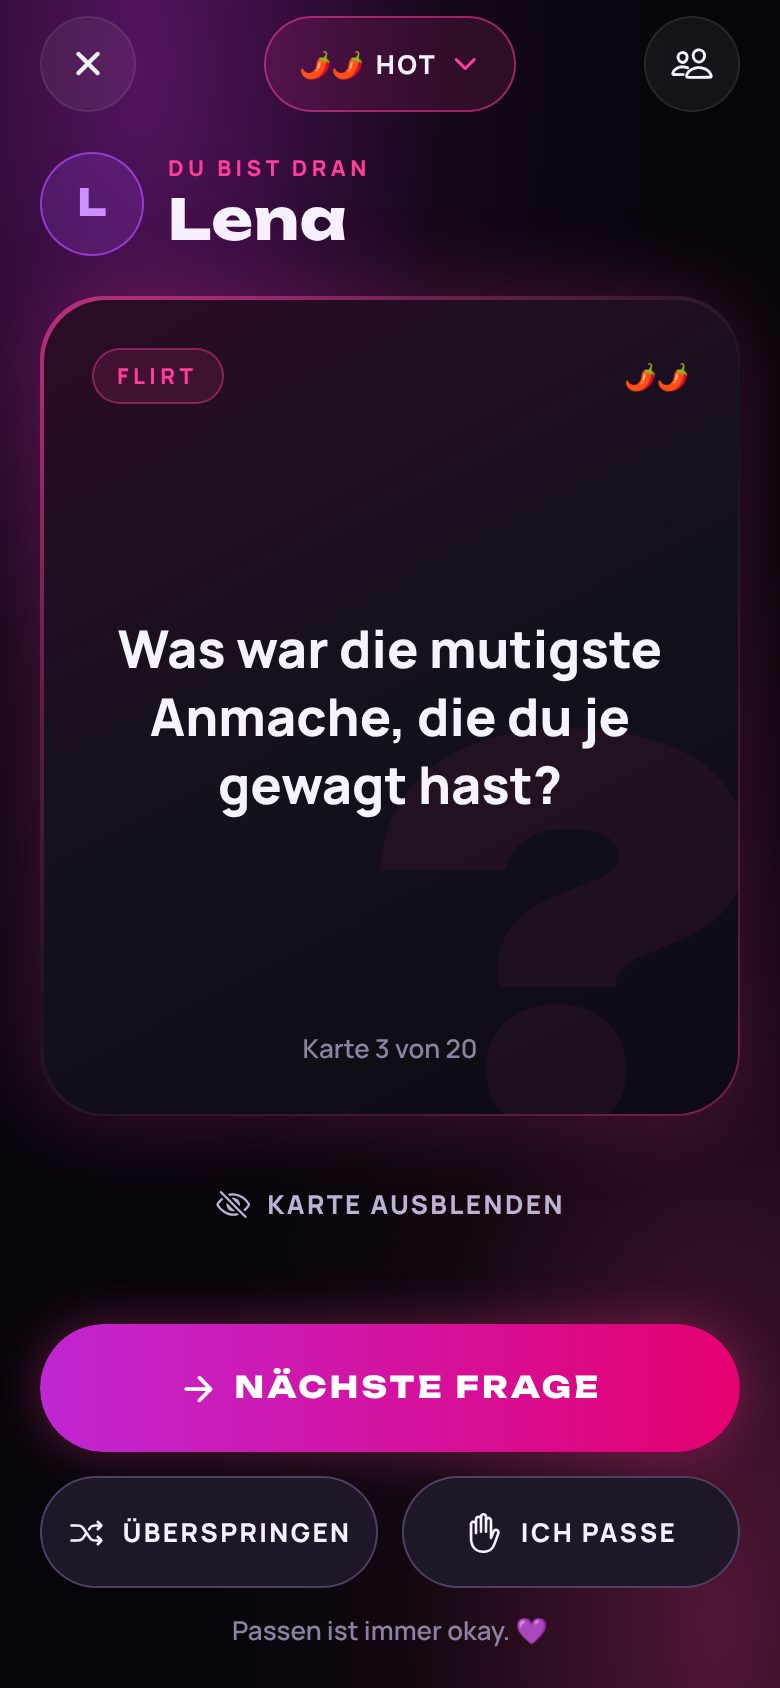 🌶️🌶️ HOT
DU BIST DRAN
L
Lena
FLIRT
🌶️🌶️
Was war die mutigste
Anmache, die du je
gewagt hast?
?
Karte 3 von 20
KARTE AUSBLENDEN
→ NÄCHSTE FRAGE
ÜBERSPRINGEN
ICH PASSE
Passen ist immer okay. 💜